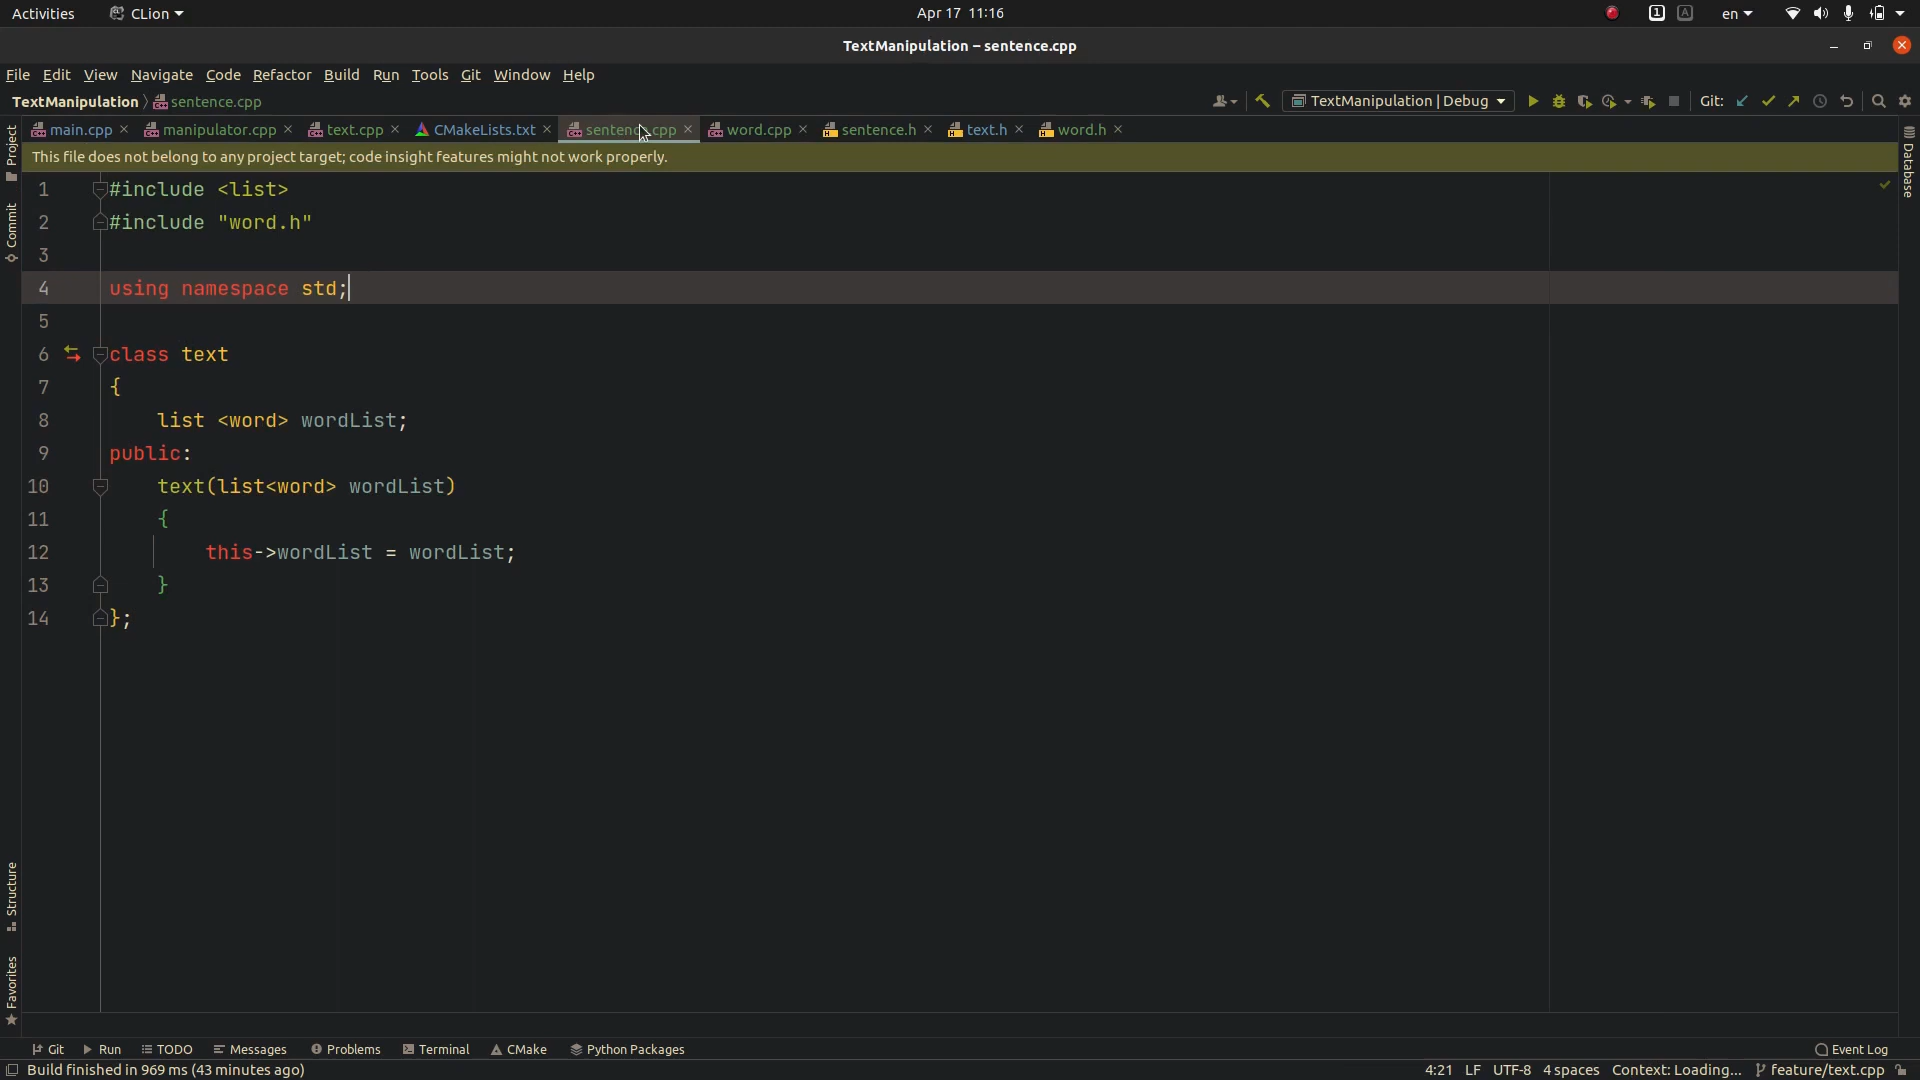 Activities CLion Apr 17 11:16 1 A en
TextManipulation – sentence.cpp
File Edit View Navigate Code Refactor Build Run Tools Git Window Help
TextManipulation sentence.cpp TextManipulation | Debug Git:
main.cpp manipulator.cpp text.cpp CMakeLists.txt sentence.cpp word.cpp sentence.h text.h word.h
This file does not belong to any project target; code insight features might not work properly.
1 #include <list>
2 #include "word.h"
3
4 using namespace std;
5
6 class text
7 {
8 list <word> wordList;
9 public:
10 text(list<word> wordList)
11 {
12 this->wordList = wordList;
13 }
14 };
Project
Commit
Structure
Favorites
Database
Git Run TODO Messages Problems Terminal CMake Python Packages Event Log
Build finished in 969 ms (43 minutes ago) 4:21 LF UTF-8 4 spaces Context: Loading... feature/text.cpp